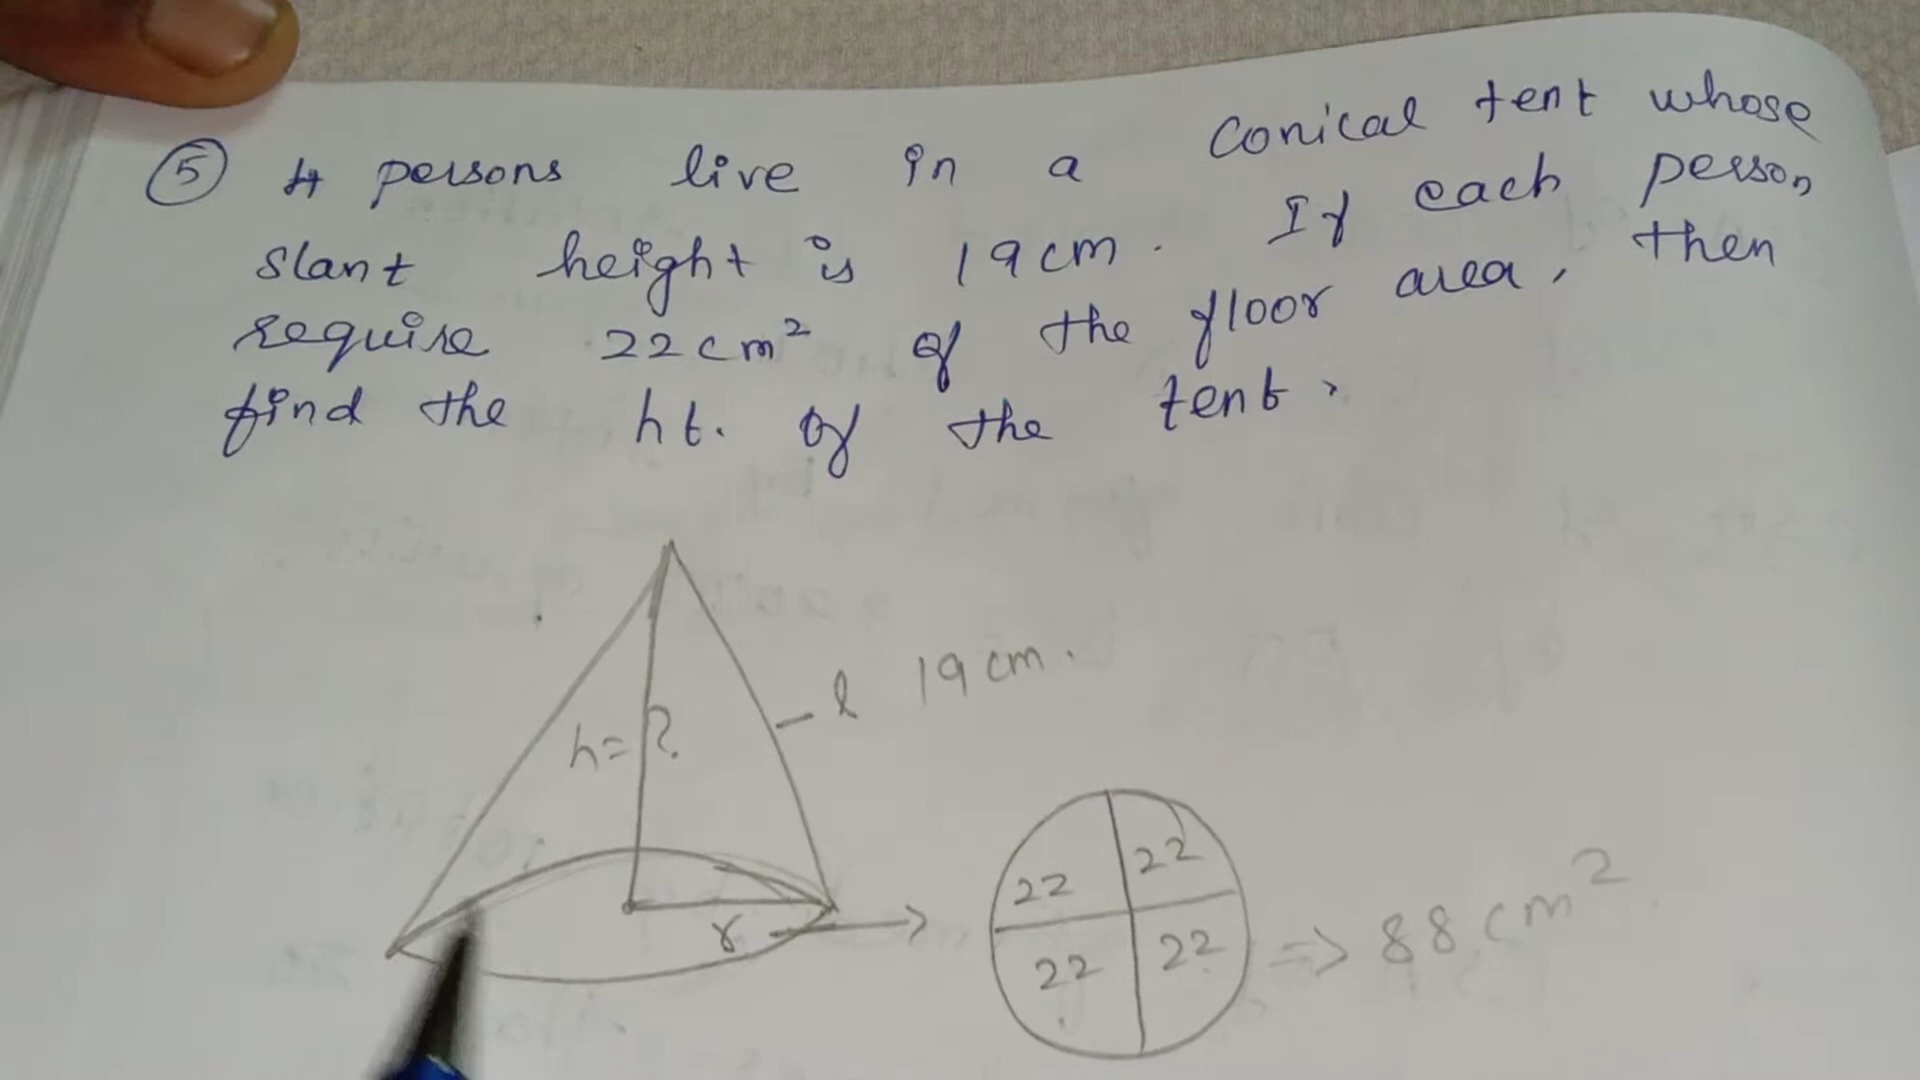 5 4 persons live in a conical tent whose
slant height is 19cm. If each person
require 22cm² of the floor area, then
find the ht. of the tent.
h=?
l 19cm.
r
22 22
22 22
=> 88cm²